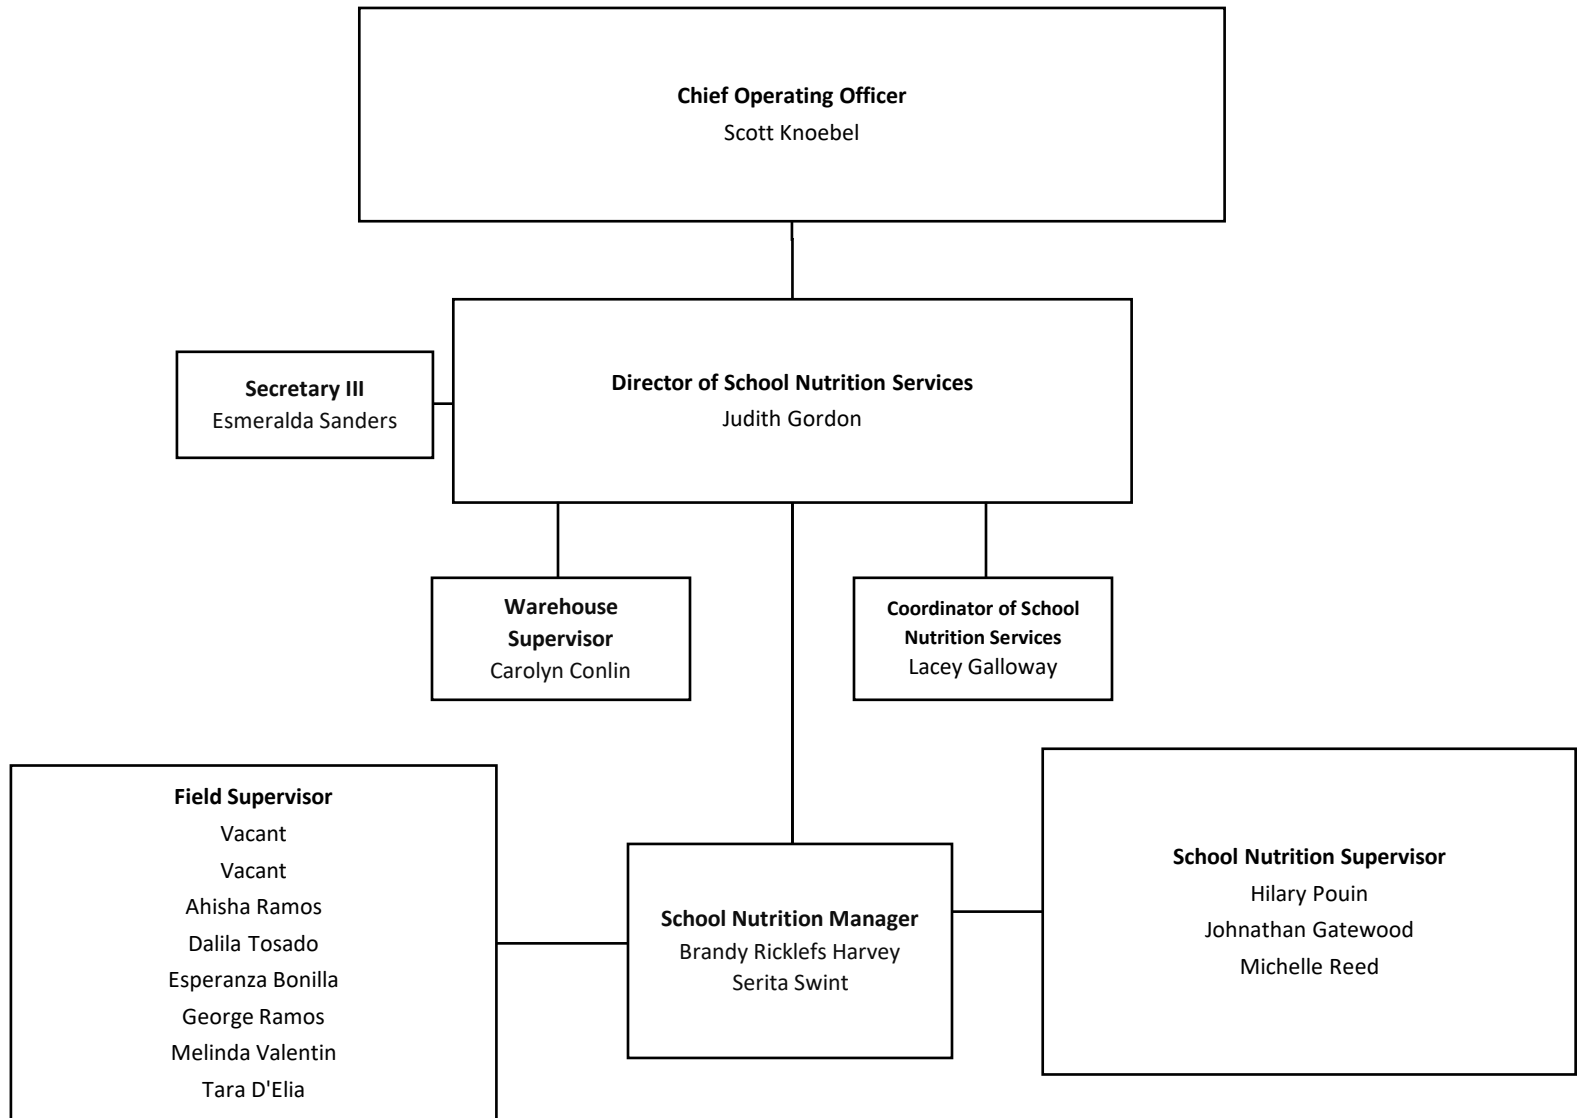 Chief Operating Officer
Scott Knoebel
Secretary III
Esmeralda Sanders
Director of School Nutrition Services
Judith Gordon
Warehouse
Supervisor
Carolyn Conlin
Coordinator of School
Nutrition Services
Lacey Galloway
Field Supervisor
Vacant
Vacant
Ahisha Ramos
Dalila Tosado
Esperanza Bonilla
George Ramos
Melinda Valentin
Tara D'Elia
School Nutrition Manager
Brandy Ricklefs Harvey
Serita Swint
School Nutrition Supervisor
Hilary Pouin
Johnathan Gatewood
Michelle Reed